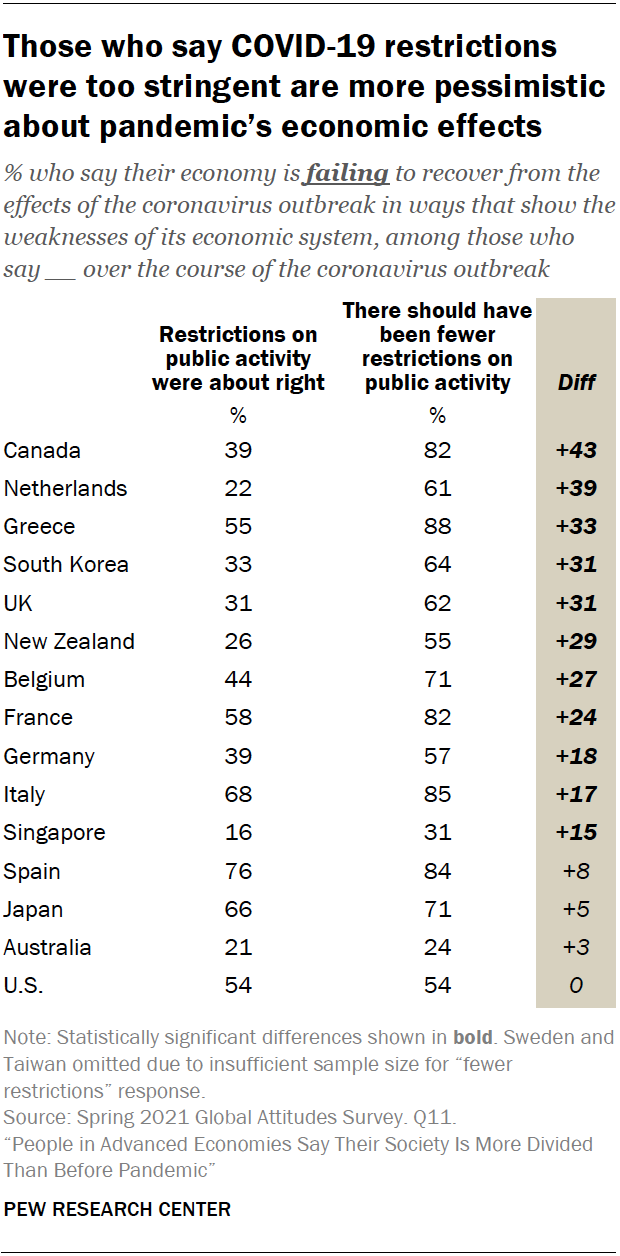 Those who say COVID-19 restrictions
were too stringent are more pessimistic
about pandemic’s economic effects
% who say their economy is failing to recover from the
effects of the coronavirus outbreak in ways that show the
weaknesses of its economic system, among those who
say __ over the course of the coronavirus outbreak
Restrictions on
public activity
were about right
There should have
been fewer
restrictions on
public activity
Diff
% %
Canada 39 82 +43
Netherlands 22 61 +39
Greece 55 88 +33
South Korea 33 64 +31
UK 31 62 +31
New Zealand 26 55 +29
Belgium 44 71 +27
France 58 82 +24
Germany 39 57 +18
Italy 68 85 +17
Singapore 16 31 +15
Spain 76 84 +8
Japan 66 71 +5
Australia 21 24 +3
U.S. 54 54 0
Note: Statistically significant differences shown in bold. Sweden and
Taiwan omitted due to insufficient sample size for “fewer
restrictions” response.
Source: Spring 2021 Global Attitudes Survey. Q11.
“People in Advanced Economies Say Their Society Is More Divided
Than Before Pandemic”
PEW RESEARCH CENTER